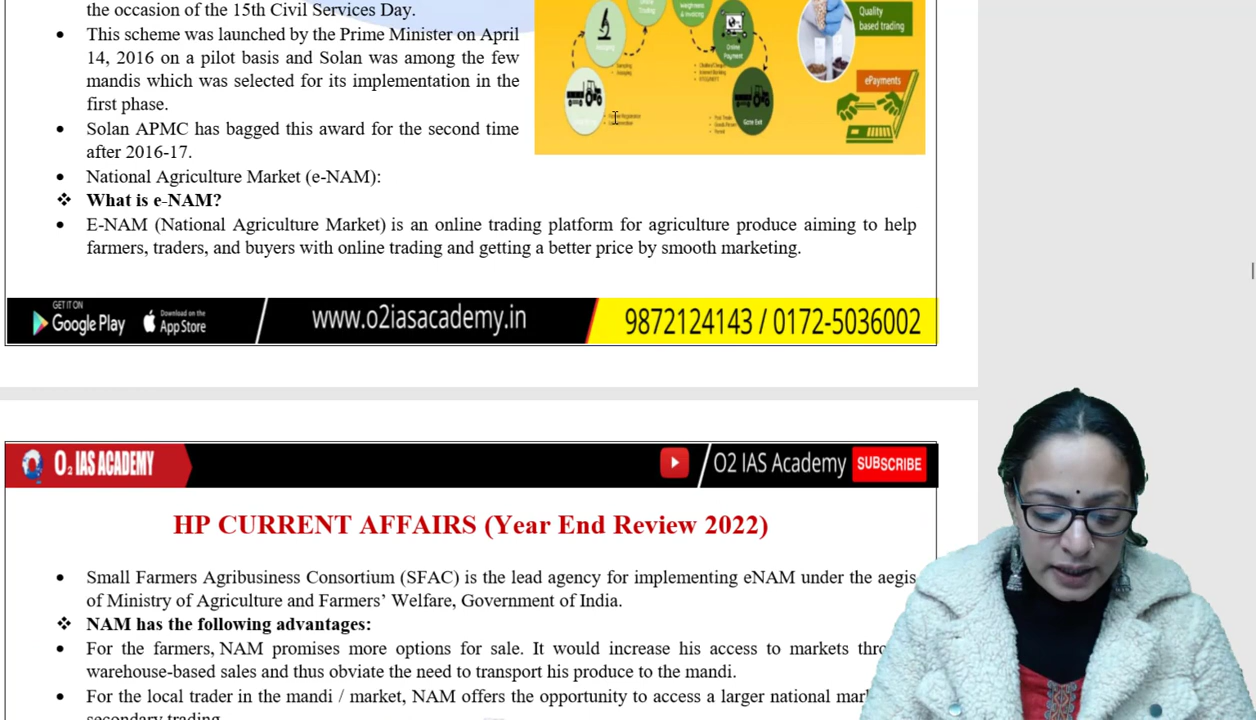 the occasion of the 15th Civil Services Day.
• This scheme was launched by the Prime Minister on April
14, 2016 on a pilot basis and Solan was among the few
mandis which was selected for its implementation in the
first phase.
• Solan APMC has bagged this award for the second time
after 2016-17.
• National Agriculture Market (e-NAM):
❖ What is e-NAM?
• E-NAM (National Agriculture Market) is an online trading platform for agriculture produce aiming to help
farmers, traders, and buyers with online trading and getting a better price by smooth marketing.
Online
Payment
Gate Exit
Quality
based trading
ePayments
GET IT ON
Google Play
Download on the
App Store
www.o2iasacademy.in
9872124143 / 0172-5036002
O2 IAS ACADEMY
O2 IAS Academy
SUBSCRIBE
HP CURRENT AFFAIRS (Year End Review 2022)
• Small Farmers Agribusiness Consortium (SFAC) is the lead agency for implementing eNAM under the aegis
of Ministry of Agriculture and Farmers’ Welfare, Government of India.
❖ NAM has the following advantages:
• For the farmers, NAM promises more options for sale. It would increase his access to markets thro
warehouse-based sales and thus obviate the need to transport his produce to the mandi.
• For the local trader in the mandi / market, NAM offers the opportunity to access a larger national mar
secondary trading.